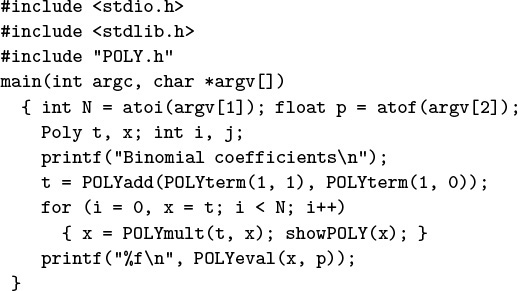 #include <stdio.h>
#include <stdlib.h>
#include "POLY.h"
main(int argc, char *argv[])
  { int N = atoi(argv[1]); float p = atof(argv[2]);
    Poly t, x; int i, j;
    printf("Binomial coefficients\n");
    t = POLYadd(POLYterm(1, 1), POLYterm(1, 0));
    for (i = 0, x = t; i < N; i++)
      { x = POLYmult(t, x); showPOLY(x); }
    printf("%f\n", POLYeval(x, p));
 }